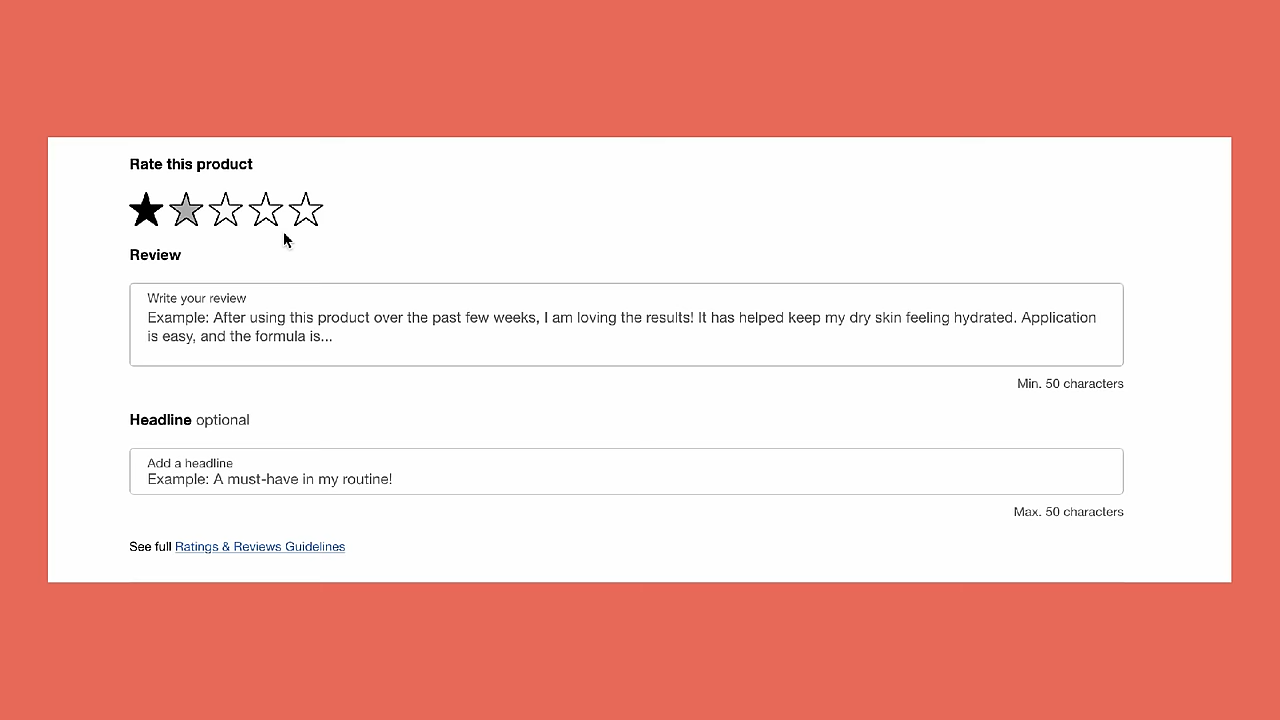 Rate this product
Review
Write your review
Example: After using this product over the past few weeks, I am loving the results! It has helped keep my dry skin feeling hydrated. Application
is easy, and the formula is...
Min. 50 characters
Headline optional
Add a headline
Example: A must-have in my routine!
Max. 50 characters
See full Ratings & Reviews Guidelines